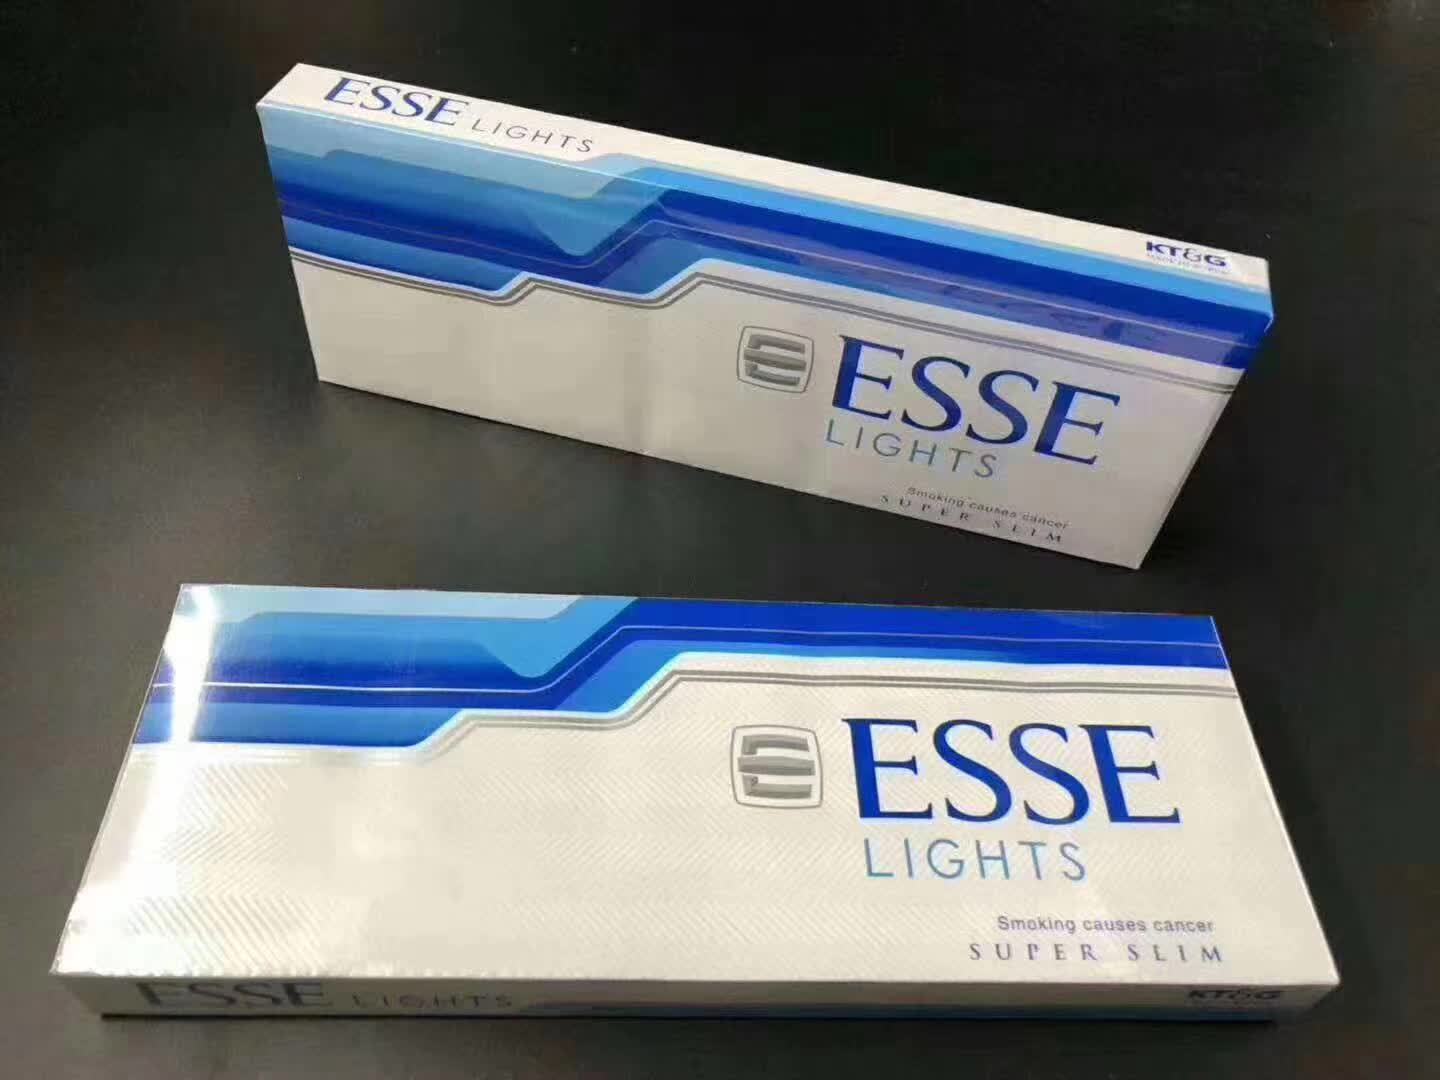 ESSE LIGHTS
KT&G
ESSE
LIGHTS
Smoking causes cancer
SUPER SLIM
ESSE
LIGHTS
Smoking causes cancer
SUPER SLIM
ESSE LIGHTS
KT&G